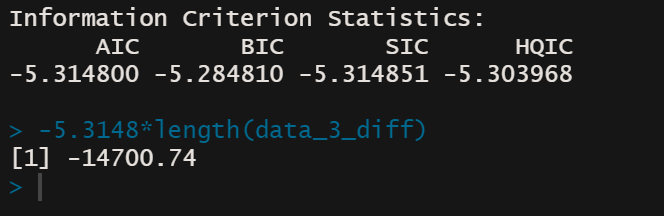 Information Criterion Statistics:
AIC BIC SIC HQIC
-5.314800 -5.284810 -5.314851 -5.303968
> -5.3148*length(data_3_diff)
[1] -14700.74
>